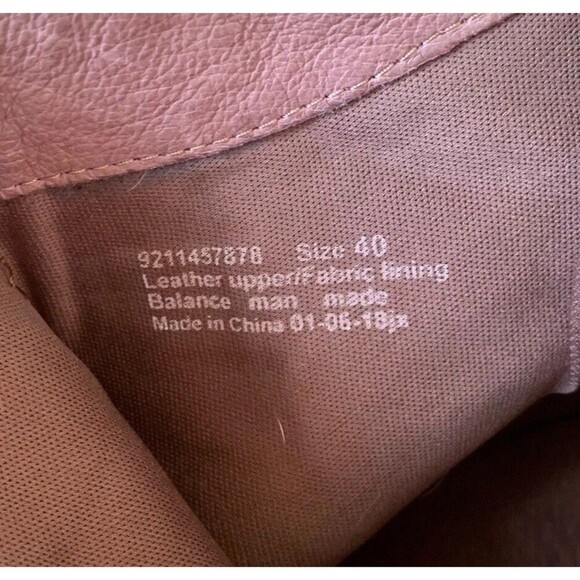 9211457878 Size 40
Leather upper/Fabric lining
Balance man made
Made in China 01-06-18jx